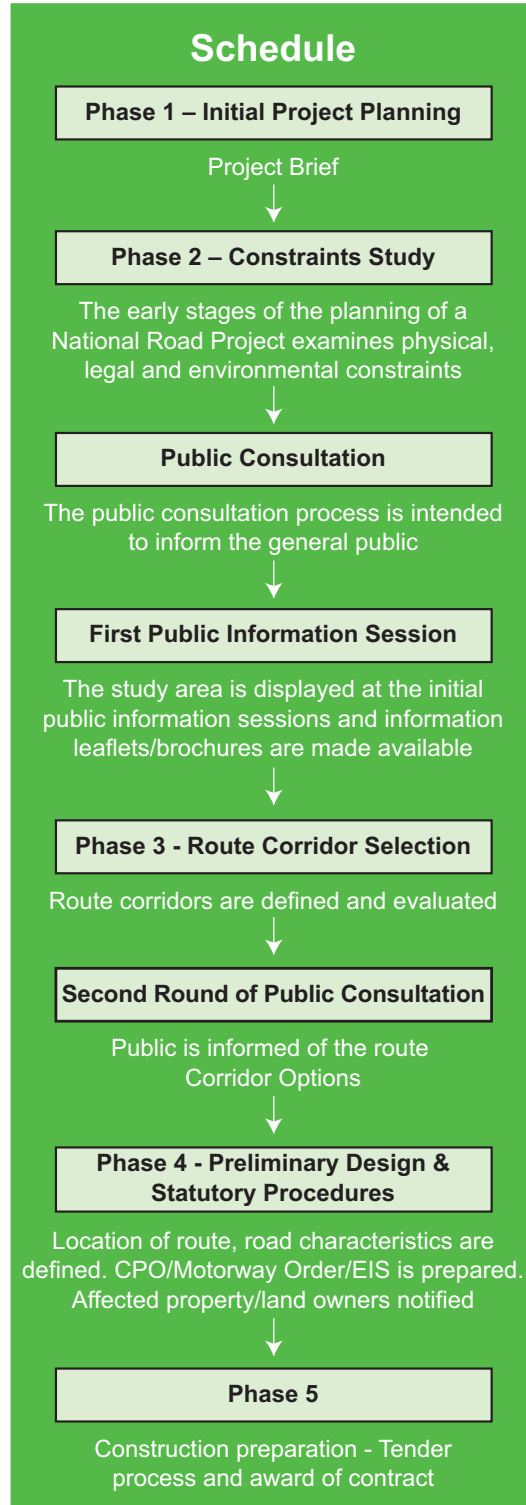 Schedule
Phase 1 – Initial Project Planning
Project Brief
Phase 2 – Constraints Study
The early stages of the planning of a
National Road Project examines physical,
legal and environmental constraints
Public Consultation
The public consultation process is intended
to inform the general public
First Public Information Session
The study area is displayed at the initial
public information sessions and information
leaflets/brochures are made available
Phase 3 - Route Corridor Selection
Route corridors are defined and evaluated
Second Round of Public Consultation
Public is informed of the route
Corridor Options
Phase 4 - Preliminary Design &
Statutory Procedures
Location of route, road characteristics are
defined. CPO/Motorway Order/EIS is prepared.
Affected property/land owners notified
Phase 5
Construction preparation - Tender
process and award of contract